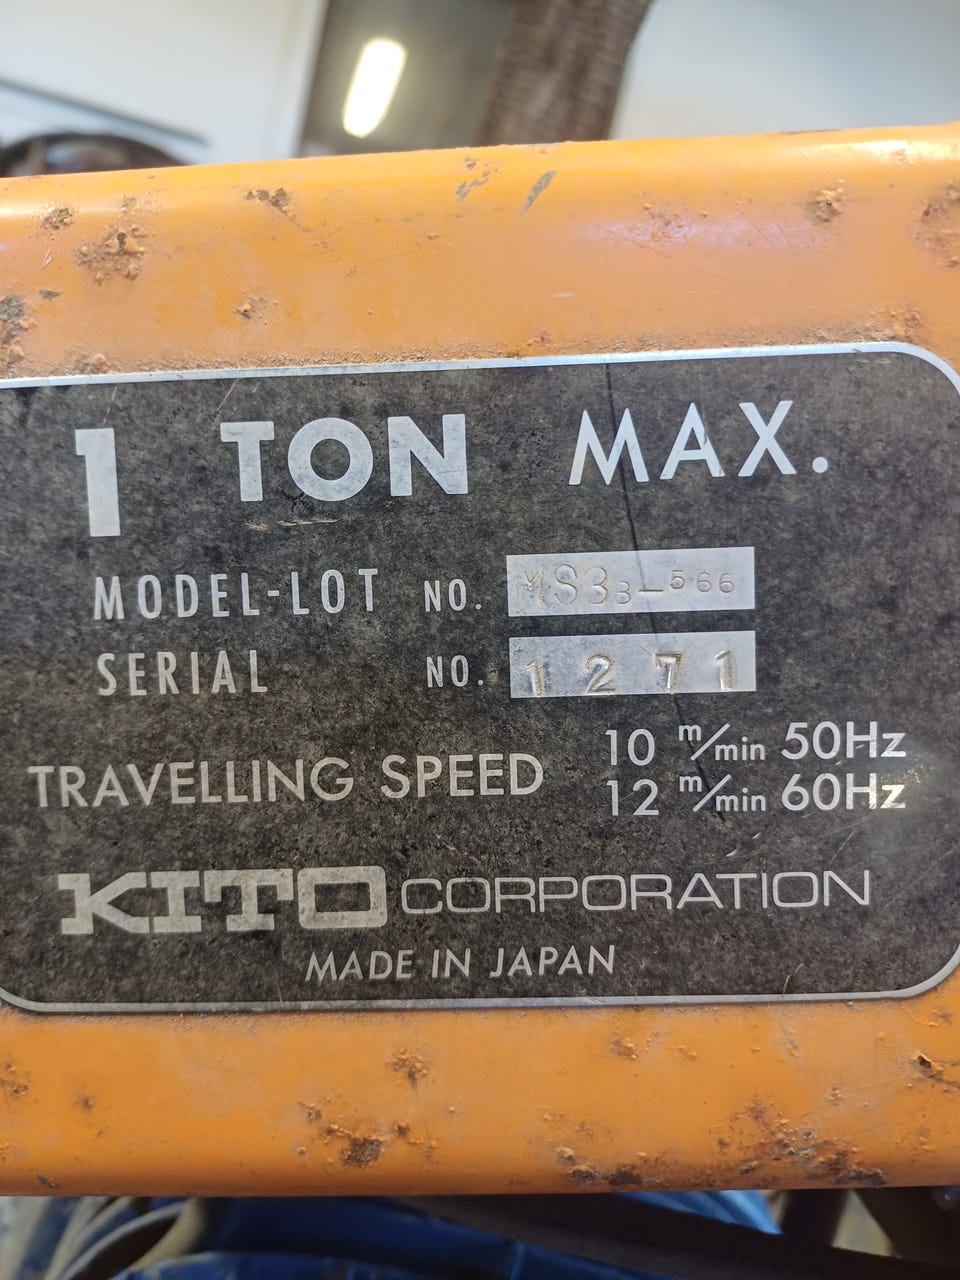 1 TON MAX.
MODEL-LOT NO. MS33-566
SERIAL NO. 1271
TRAVELLING SPEED 10 m/min 50Hz
12 m/min 60Hz
KITO CORPORATION
MADE IN JAPAN